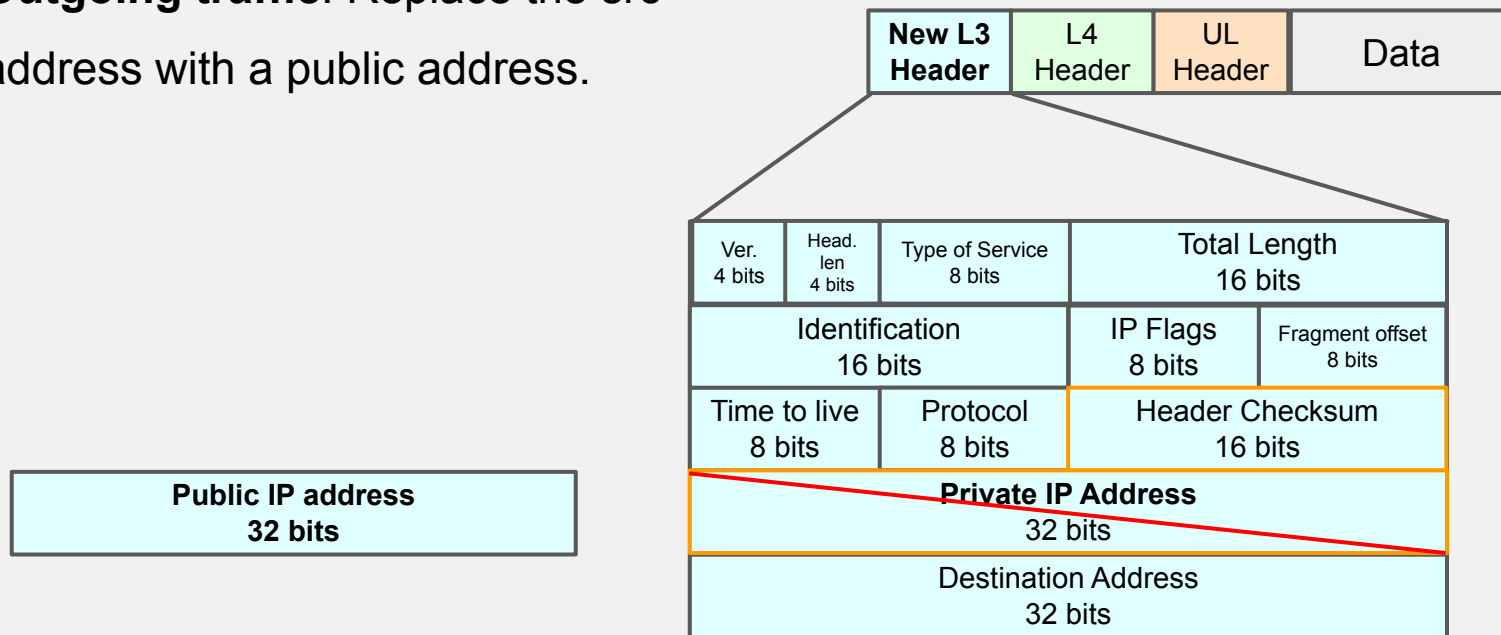 address with a public address.
New L3
Header
L4
Header
UL
Header
Data
Ver.
4 bits
Head.
len
4 bits
Type of Service
8 bits
Total Length
16 bits
Identification
16 bits
IP Flags
8 bits
Fragment offset
8 bits
Time to live
8 bits
Protocol
8 bits
Header Checksum
16 bits
Public IP address
32 bits
Private IP Address
32 bits
Destination Address
32 bits